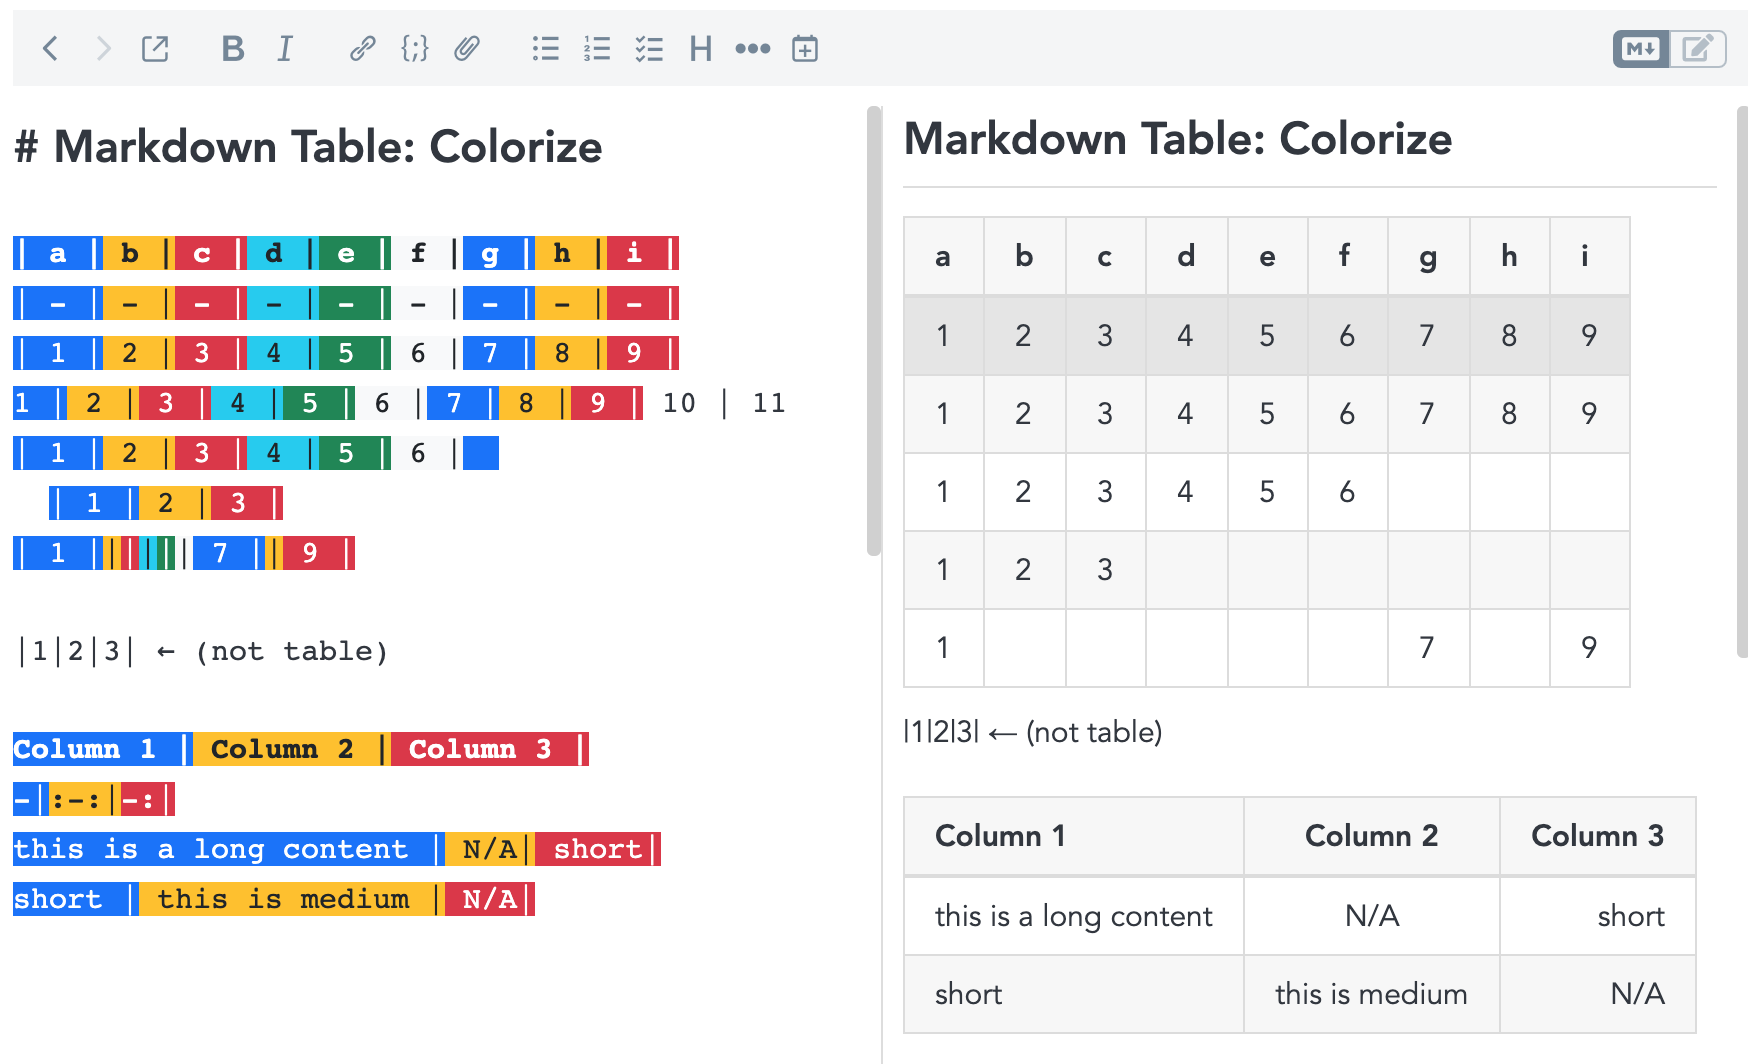 B I {;} H M↓
# Markdown Table: Colorize
| a | b | c | d | e | f | g | h | i |
| - | - | - | - | - | - | - | - | - |
| 1 | 2 | 3 | 4 | 5 | 6 | 7 | 8 | 9 |
1 | 2 | 3 | 4 | 5 | 6 | 7 | 8 | 9 | 10 | 11
| 1 | 2 | 3 | 4 | 5 | 6 |
| 1 | 2 | 3 |
| 1 |||||| 7 || 9 |
|1|2|3| ← (not table)
Column 1 | Column 2 | Column 3 |
-|:-:|-:|
this is a long content | N/A| short|
short | this is medium | N/A|
Markdown Table: Colorize
a b c d e f g h i
1 2 3 4 5 6 7 8 9
1 2 3 4 5 6 7 8 9
1 2 3 4 5 6
1 2 3
1 7 9
|1|2|3| ← (not table)
Column 1 Column 2 Column 3
this is a long content N/A short
short this is medium N/A